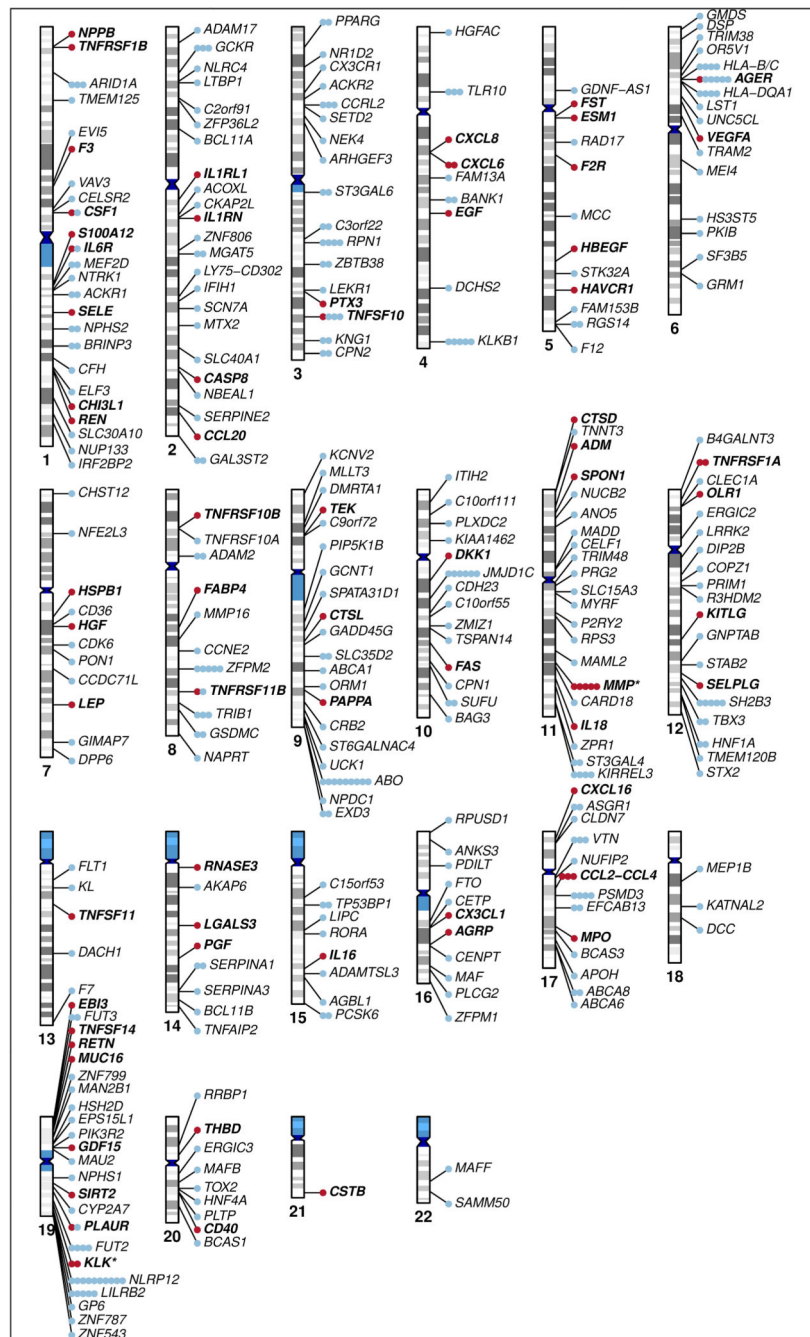 NPPB
TNFRSF1B
ARID1A
TMEM125
EVI5
F3
VAV3
CELSR2
CSF1
S100A12
IL6R
MEF2D
NTRK1
ACKR1
SELE
NPHS2
BRINP3
CFH
ELF3
CHI3L1
REN
SLC30A10
NUP133
IRF2BP2
1
ADAM17
GCKR
NLRC4
LTBP1
C2orf91
ZFP36L2
BCL11A
IL1RL1
ACOXL
CKAP2L
IL1RN
ZNF806
MGAT5
LY75-CD302
IFIH1
SCN7A
MTX2
SLC40A1
CASP8
NBEAL1
SERPINE2
CCL20
GAL3ST2
2
PPARG
NR1D2
CX3CR1
ACKR2
CCRL2
SETD2
NEK4
ARHGEF3
ST3GAL6
C3orf22
RPN1
ZBTB38
LEKR1
PTX3
TNFSF10
KNG1
CPN2
3
HGFAC
TLR10
CXCL8
CXCL6
FAM13A
BANK1
EGF
DCHS2
KLKB1
4
GDNF-AS1
FST
ESM1
RAD17
F2R
MCC
HBEGF
STK32A
HAVCR1
FAM153B
RGS14
F12
5
GMDS
DSP
TRIM38
OR5V1
HLA-B/C
AGER
HLA-DQA1
LST1
UNC5CL
VEGFA
TRAM2
MEI4
HS3ST5
PKIB
SF3B5
GRM1
6
CHST12
NFE2L3
HSPB1
CD36
HGF
CDK6
PON1
CCDC71L
LEP
GIMAP7
DPP6
7
TNFRSF10B
TNFRSF10A
ADAM2
FABP4
MMP16
CCNE2
ZFPM2
TNFRSF11B
TRIB1
GSDMC
NAPRT
8
KCNV2
MLLT3
DMRTA1
TEK
C9orf72
PIP5K1B
GCNT1
SPATA31D1
CTSL
GADD45G
SLC35D2
ABCA1
ORM1
PAPPA
CRB2
ST6GALNAC4
UCK1
ABO
NPDC1
EXD3
9
ITIH2
C10orf111
PLXDC2
KIAA1462
DKK1
JMJD1C
CDH23
C10orf55
ZMIZ1
TSPAN14
FAS
CPN1
SUFU
BAG3
10
CTSD
TNNT3
ADM
SPON1
NUCB2
ANO5
MADD
CELF1
TRIM48
PRG2
SLC15A3
MYRF
P2RY2
RPS3
MAML2
MMP*
CARD18
IL18
ZPR1
ST3GAL4
KIRREL3
11
B4GALNT3
TNFRSF1A
CLEC1A
OLR1
ERGIC2
LRRK2
DIP2B
COPZ1
PRIM1
R3HDM2
KITLG
GNPTAB
STAB2
SELPLG
SH2B3
TBX3
HNF1A
TMEM120B
STX2
12
FLT1
KL
TNFSF11
DACH1
F7
13
RNASE3
AKAP6
LGALS3
PGF
SERPINA1
SERPINA3
BCL11B
TNFAIP2
14
C15orf53
TP53BP1
LIPC
RORA
IL16
ADAMTSL3
AGBL1
PCSK6
15
RPUSD1
ANKS3
PDILT
FTO
CETP
CX3CL1
AGRP
CENPT
MAF
PLCG2
ZFPM1
16
CXCL16
ASGR1
CLDN7
VTN
NUFIP2
CCL2-CCL4
PSMD3
EFCAB13
MPO
BCAS3
APOH
ABCA8
ABCA6
17
MEP1B
KATNAL2
DCC
18
EBI3
FUT3
TNFSF14
RETN
MUC16
ZNF799
MAN2B1
HSH2D
EPS15L1
PIK3R2
GDF15
MAU2
NPHS1
SIRT2
CYP2A7
PLAUR
FUT2
KLK*
NLRP12
LILRB2
GP6
ZNF787
ZNF543
19
RRBP1
THBD
ERGIC3
MAFB
TOX2
HNF4A
PLTP
CD40
BCAS1
20
CSTB
21
MAFF
SAMM50
22